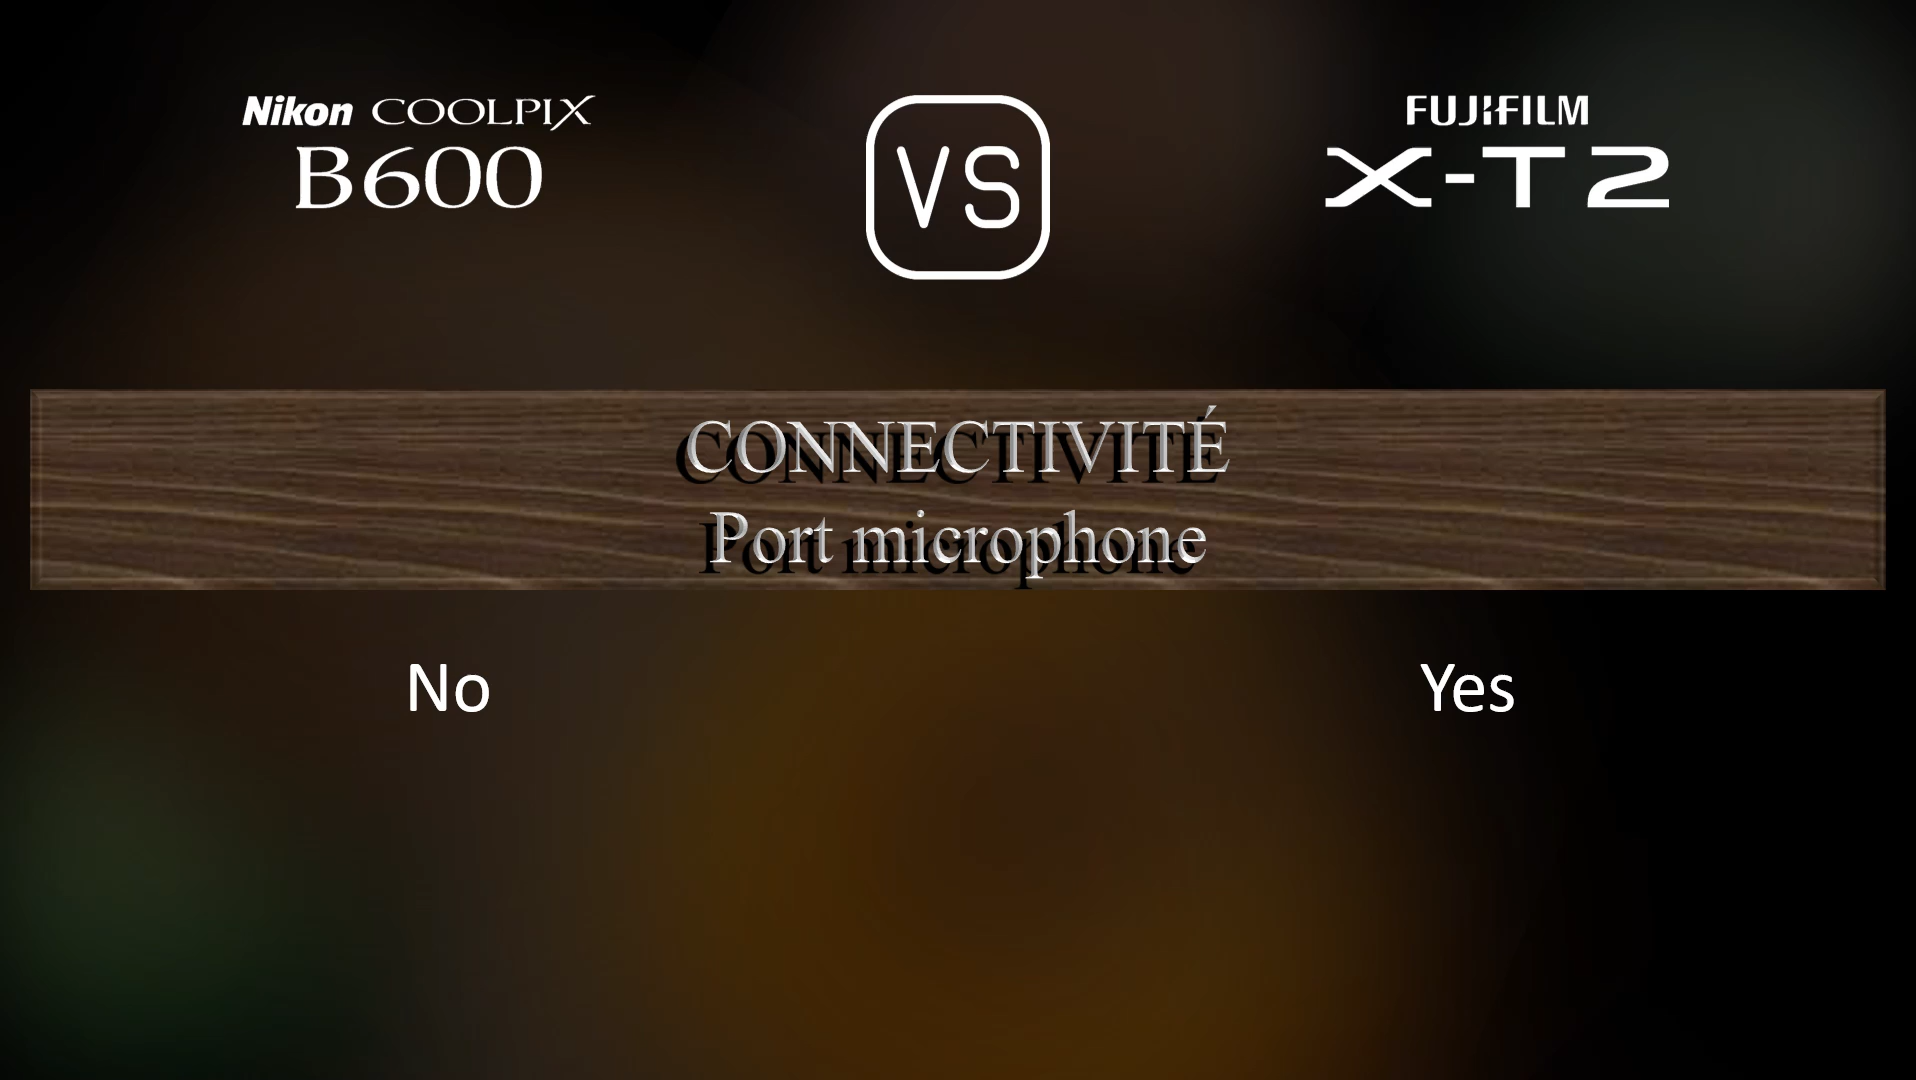 Nikon COOLPIX
B600
VS
FUJIFILM
X-T2
CONNECTIVITÉ
Port microphone
No
Yes